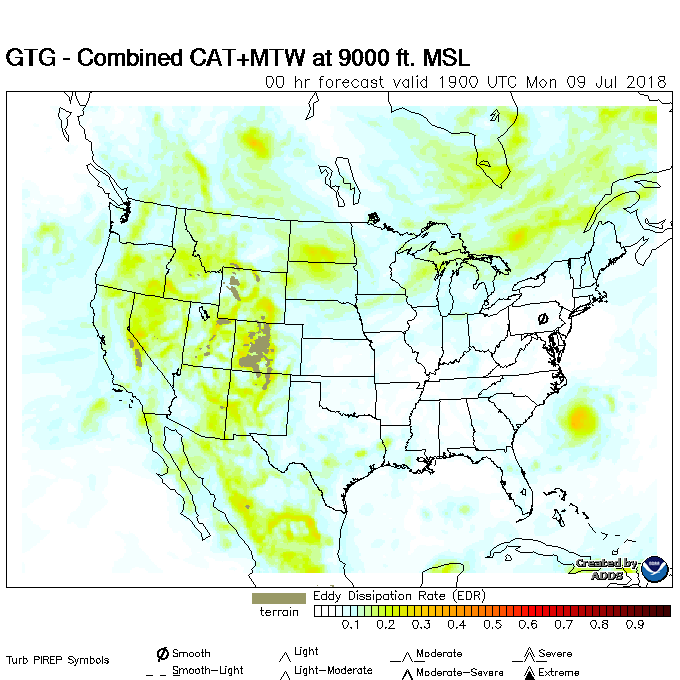 GTG - Combined CAT+MTW at 9000 ft. MSL
00 hr forecast valid 1900 UTC Mon 09 Jul 2018
Created by
ADDS
Eddy Dissipation Rate (EDR)
terrain
0.1 0.2 0.3 0.4 0.5 0.6 0.7 0.8 0.9
Turb PIREP Symbols
Smooth Light Moderate Severe
Smooth-Light Light-Moderate Moderate-Severe Extreme